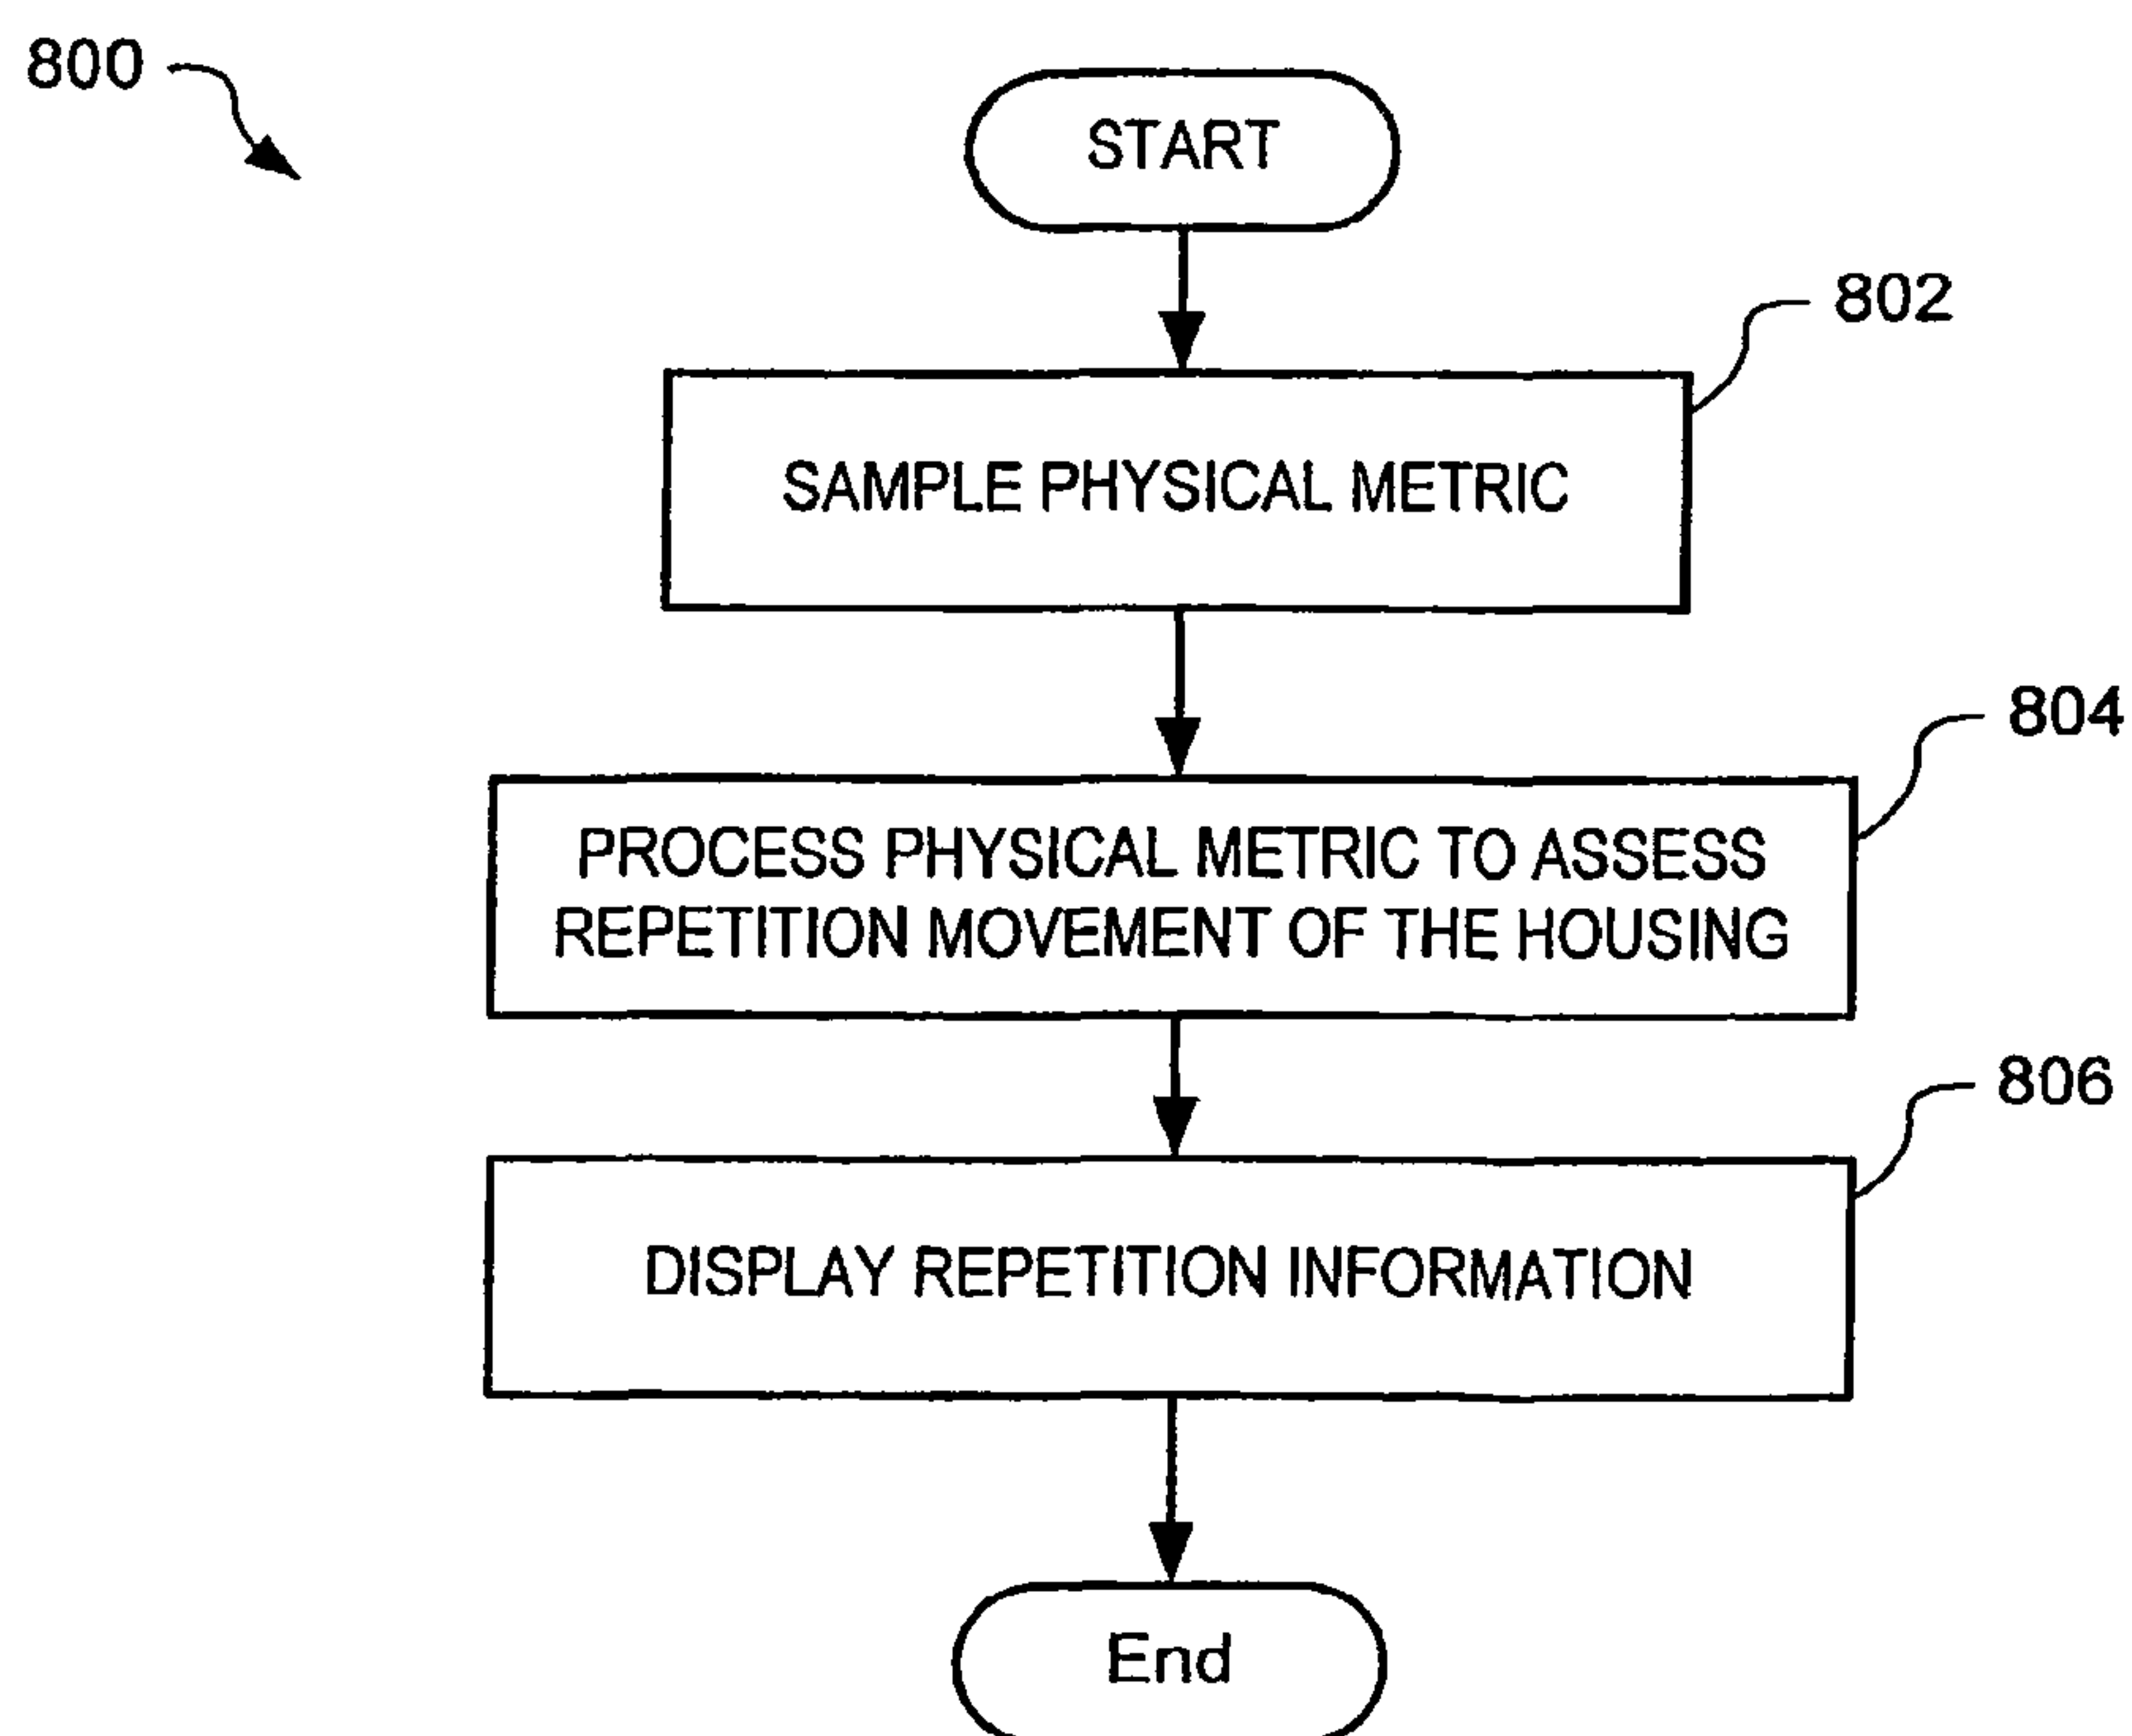 800
START
802
SAMPLE PHYSICAL METRIC
804
PROCESS PHYSICAL METRIC TO ASSESS
REPETITION MOVEMENT OF THE HOUSING
806
DISPLAY REPETITION INFORMATION
End